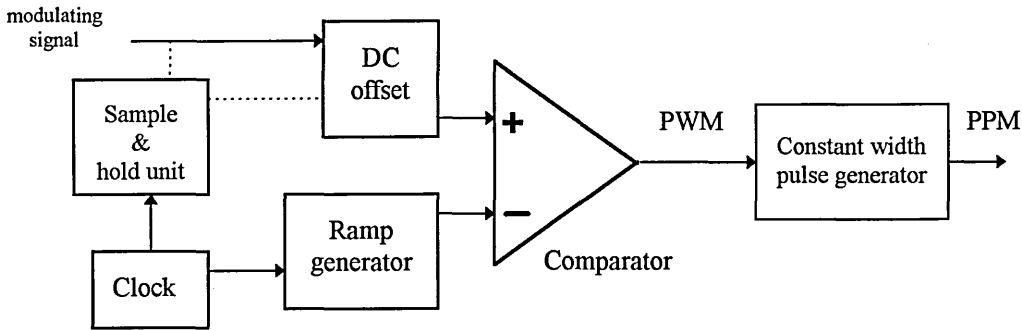 modulating
signal
DC
offset
Sample
&
hold unit
+
PWM
PPM
Constant width
pulse generator
−
Ramp
generator
Comparator
Clock